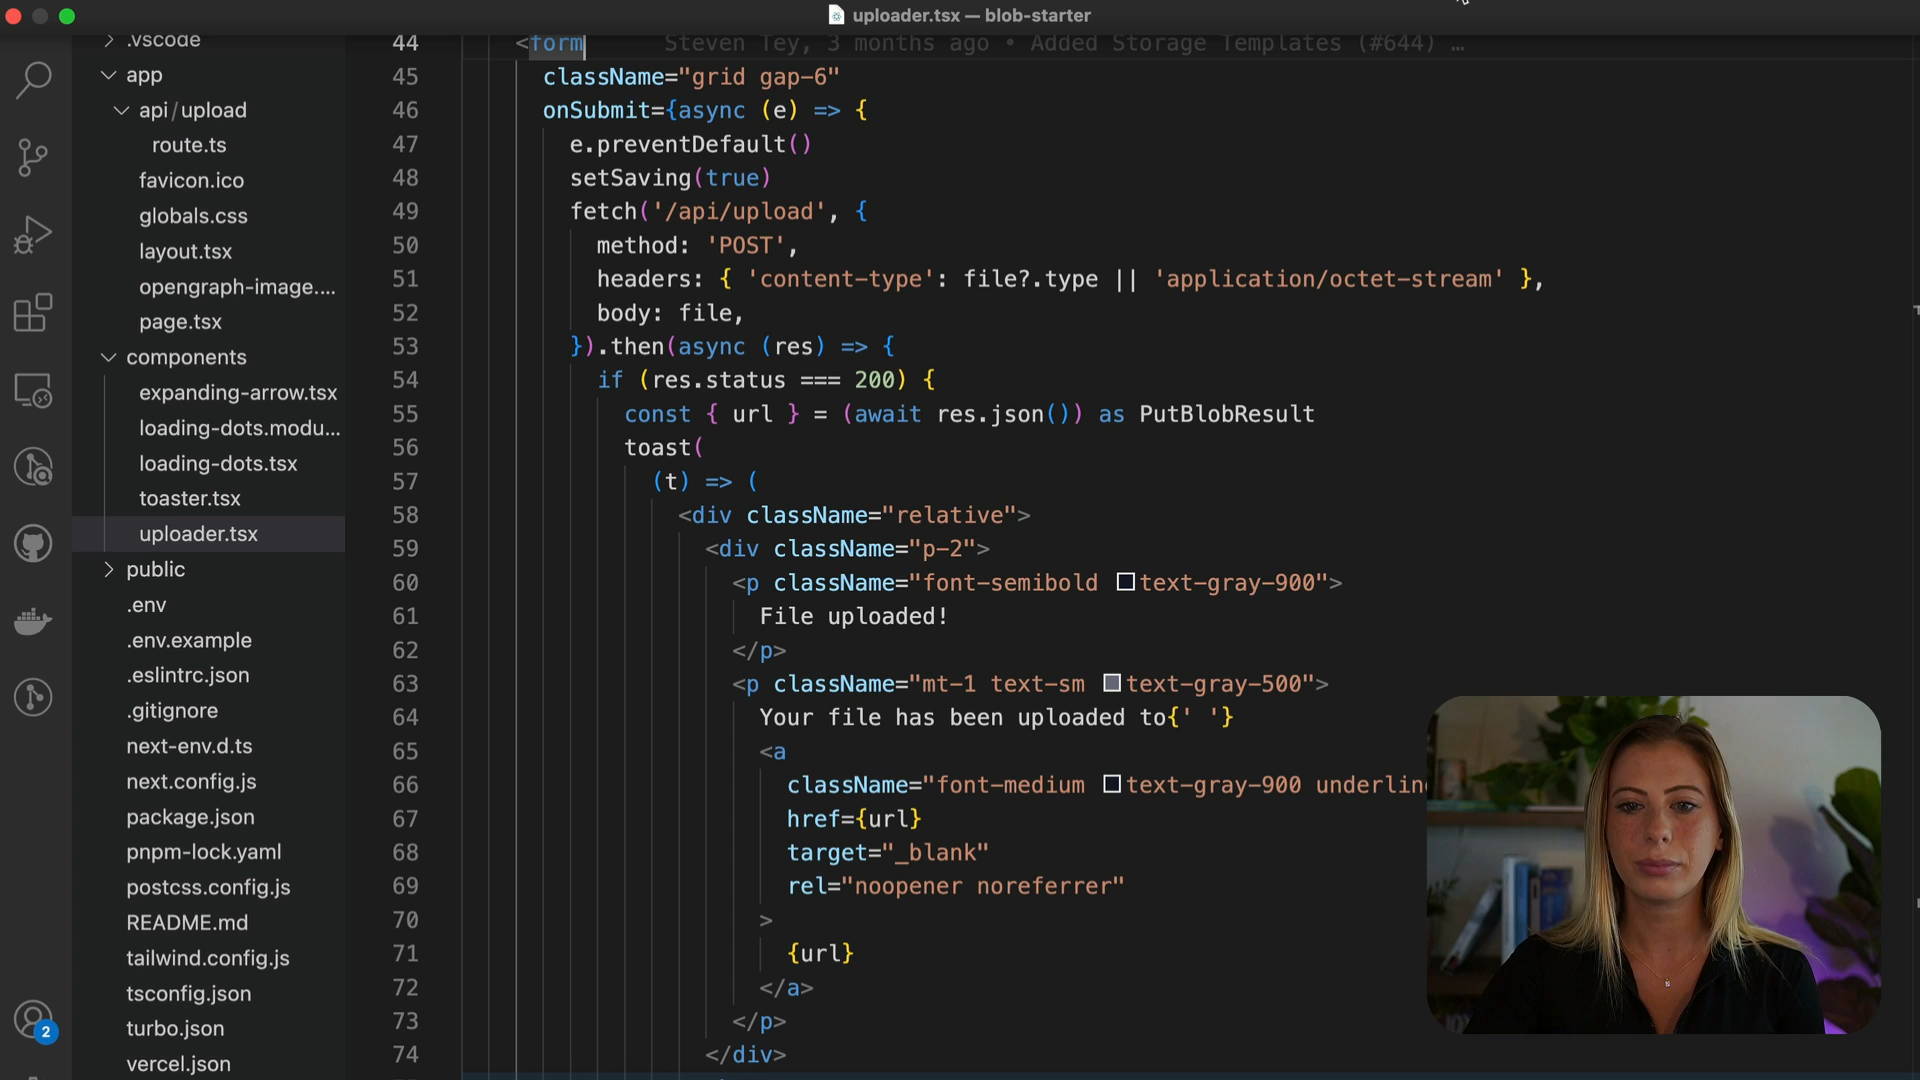 uploader.tsx — blob-starter
.vscode
app
api/upload
route.ts
favicon.ico
globals.css
layout.tsx
opengraph-image....
page.tsx
components
expanding-arrow.tsx
loading-dots.modu...
loading-dots.tsx
toaster.tsx
uploader.tsx
public
.env
.env.example
.eslintrc.json
.gitignore
next-env.d.ts
next.config.js
package.json
pnpm-lock.yaml
postcss.config.js
README.md
tailwind.config.js
tsconfig.json
turbo.json
vercel.json
2
44 <form Steven Tey, 3 months ago • Added Storage Templates (#644) …
45 className="grid gap-6"
46 onSubmit={async (e) => {
47 e.preventDefault()
48 setSaving(true)
49 fetch('/api/upload', {
50 method: 'POST',
51 headers: { 'content-type': file?.type || 'application/octet-stream' },
52 body: file,
53 }).then(async (res) => {
54 if (res.status === 200) {
55 const { url } = (await res.json()) as PutBlobResult
56 toast(
57 (t) => (
58 <div className="relative">
59 <div className="p-2">
60 <p className="font-semibold text-gray-900">
61 File uploaded!
62 </p>
63 <p className="mt-1 text-sm text-gray-500">
64 Your file has been uploaded to{' '}
65 <a
66 className="font-medium text-gray-900 underlin
67 href={url}
68 target="_blank"
69 rel="noopener noreferrer"
70 >
71 {url}
72 </a>
73 </p>
74 </div>